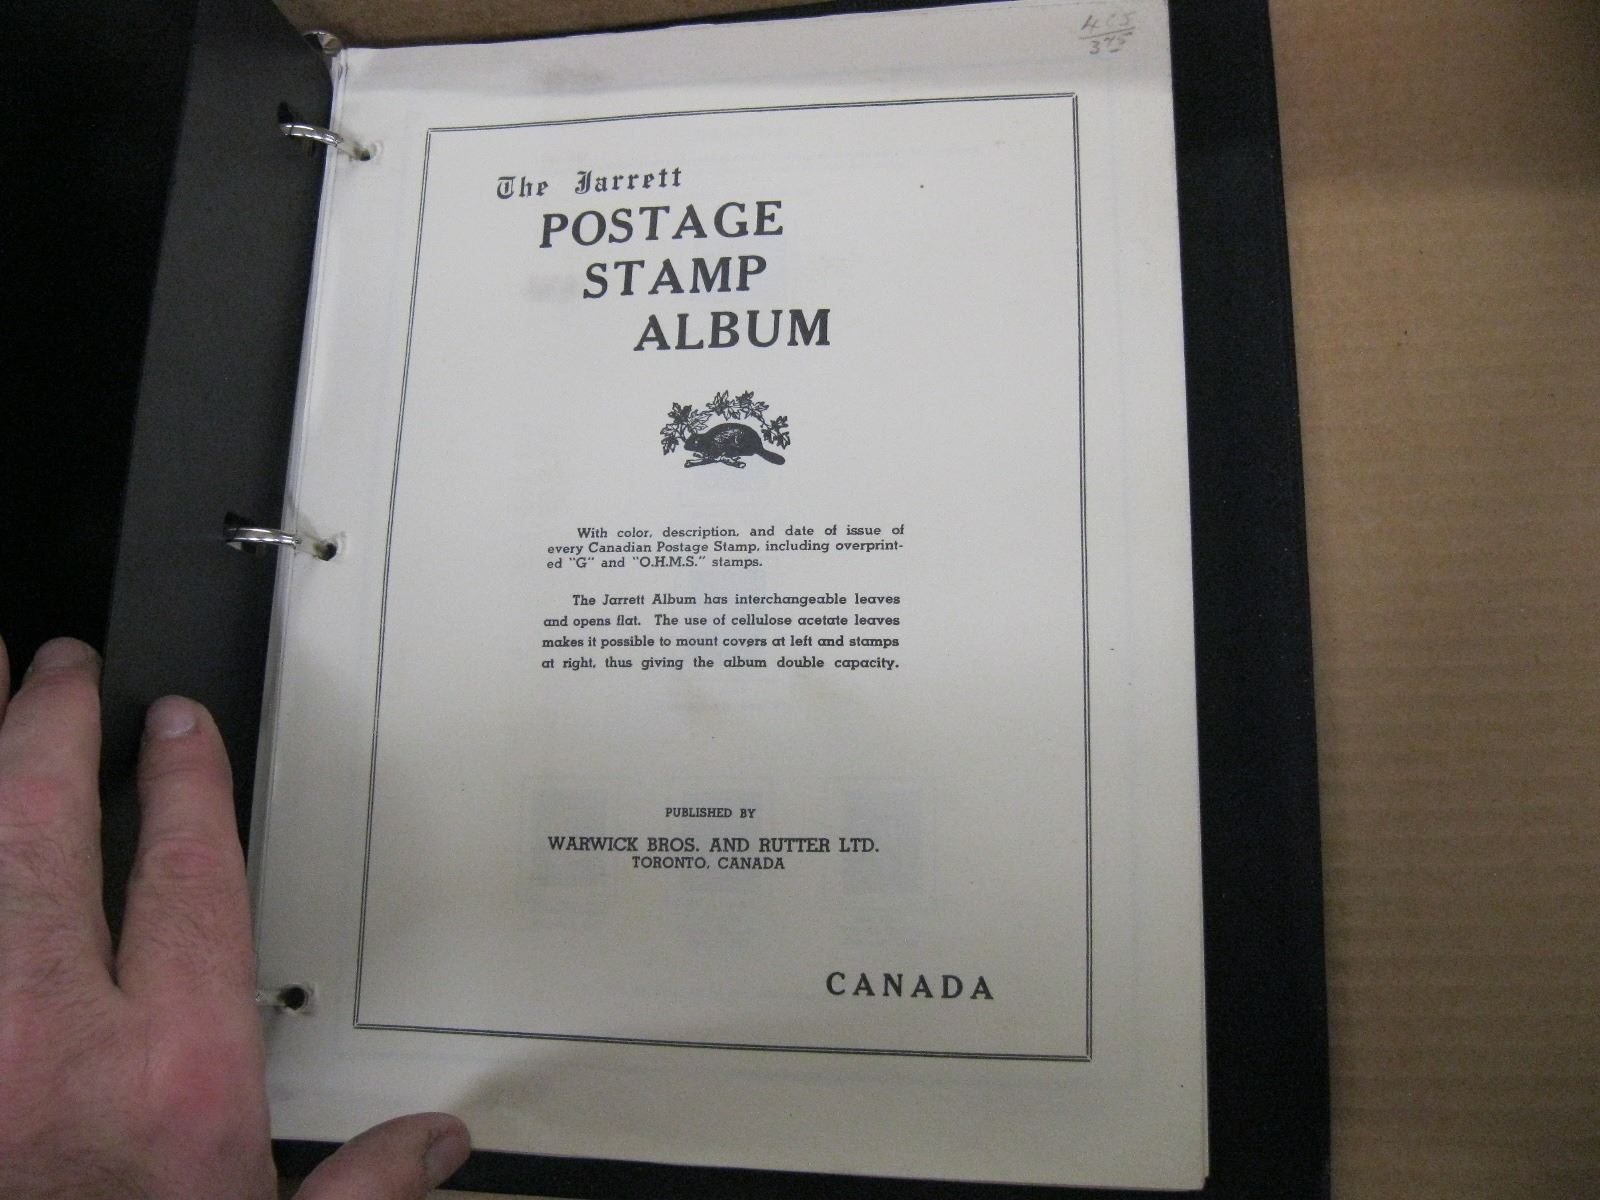 The Jarrett
POSTAGE
STAMP
ALBUM
With color, description, and date of issue of
every Canadian Postage Stamp, including overprint-
ed "G" and "O.H.M.S." stamps.
The Jarrett Album has interchangeable leaves
and opens flat. The use of cellulose acetate leaves
makes it possible to mount covers at left and stamps
at right, thus giving the album double capacity.
PUBLISHED BY
WARWICK BROS. AND RUTTER LTD.
TORONTO, CANADA
CANADA